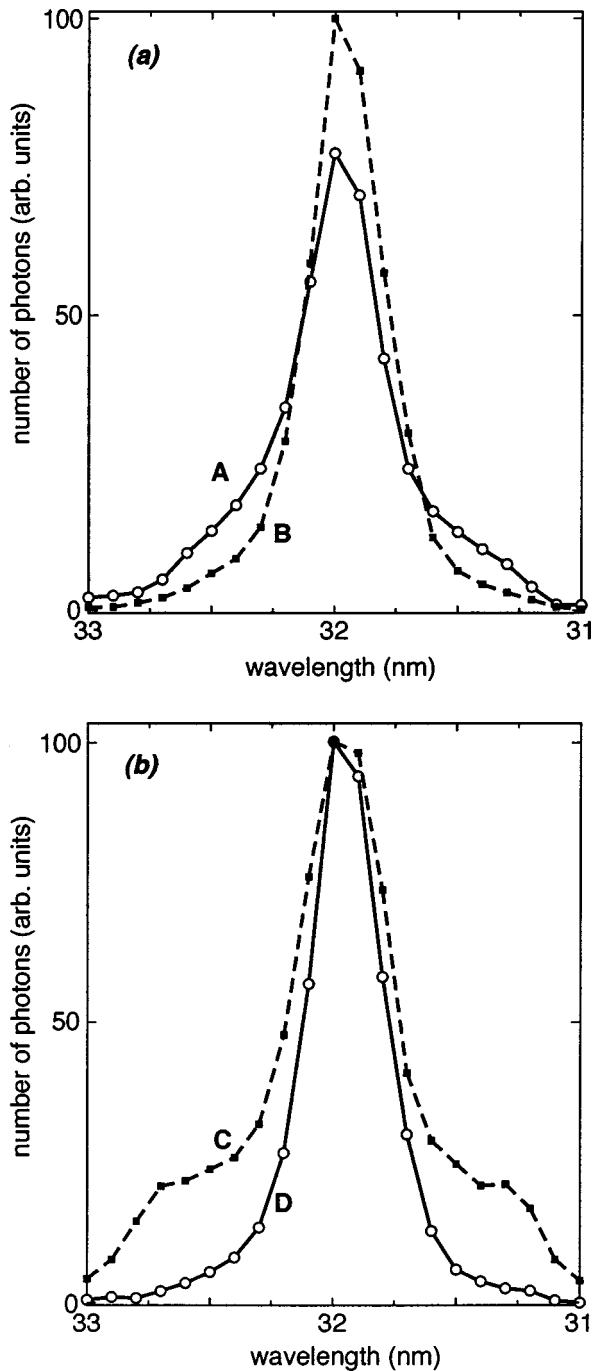 (a)
100
50
0
number of photons (arb. units)
A
B
33
32
31
wavelength (nm)
(b)
100
50
0
number of photons (arb. units)
C
D
33
32
31
wavelength (nm)